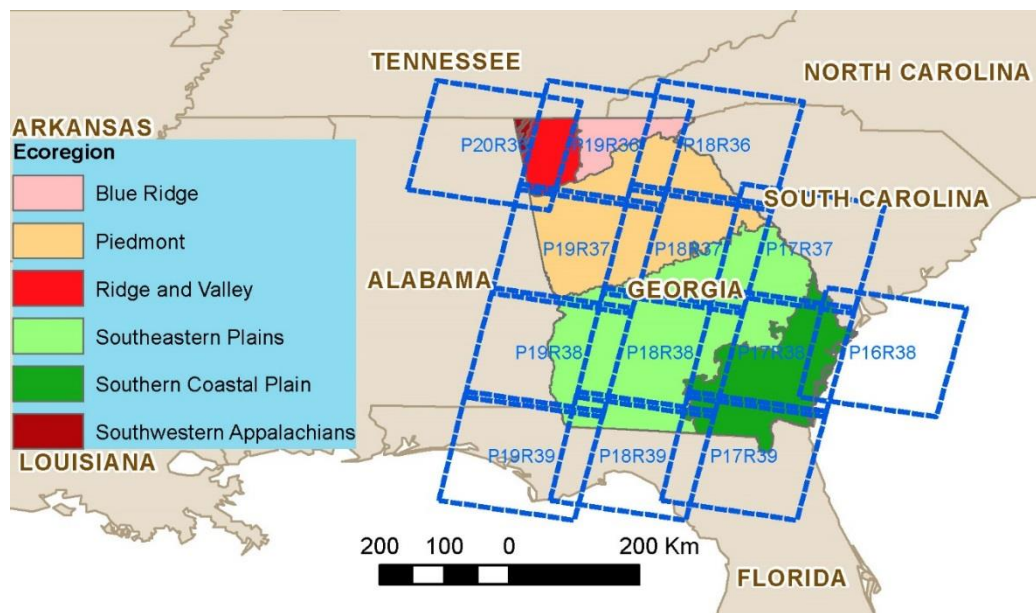 TENNESSEE
NORTH CAROLINA
ARKANSAS
Ecoregion
Blue Ridge
Piedmont
Ridge and Valley
Southeastern Plains
Southern Coastal Plain
Southwestern Appalachians
P19R36
P18R36
SOUTH CAROLINA
P19R37
P18R37
P17R37
ALABAMA
GEORGIA
P19R38
P18R38
P17R38
P16R38
LOUISIANA
P19R39
P18R39
P17R39
200 100 0 200 Km
FLORIDA